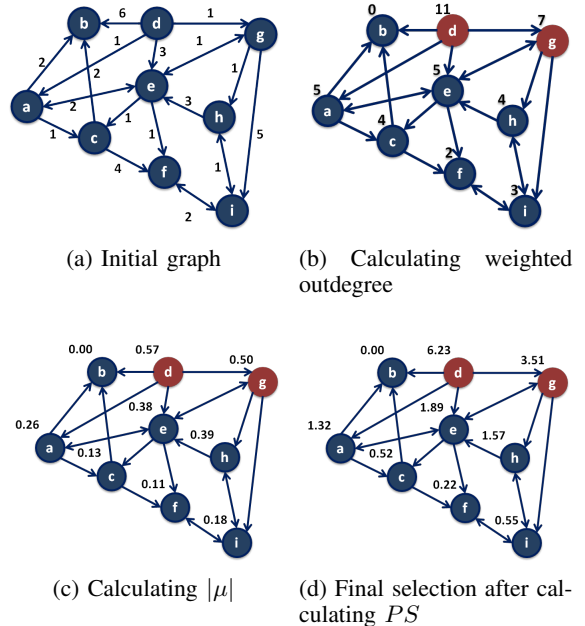 6 1
b d g
1 3 1
2 2 e 1
a 2 3 h
1 c 1 1 5
4 f 1
2 i
(a) Initial graph
0 11 7
b d g
5 5 e
a 4 4 h
c 2 f
3 i
(b) Calculating weighted
outdegree
0.00 0.57 0.50
b d g
0.26 0.38 e
a 0.13 0.39 h
c 0.11 f
0.18 i
(c) Calculating |μ|
0.00 6.23 3.51
b d g
1.32 1.89 e
a 0.52 1.57 h
c 0.22 f
0.55 i
(d) Final selection after cal-
culating PS